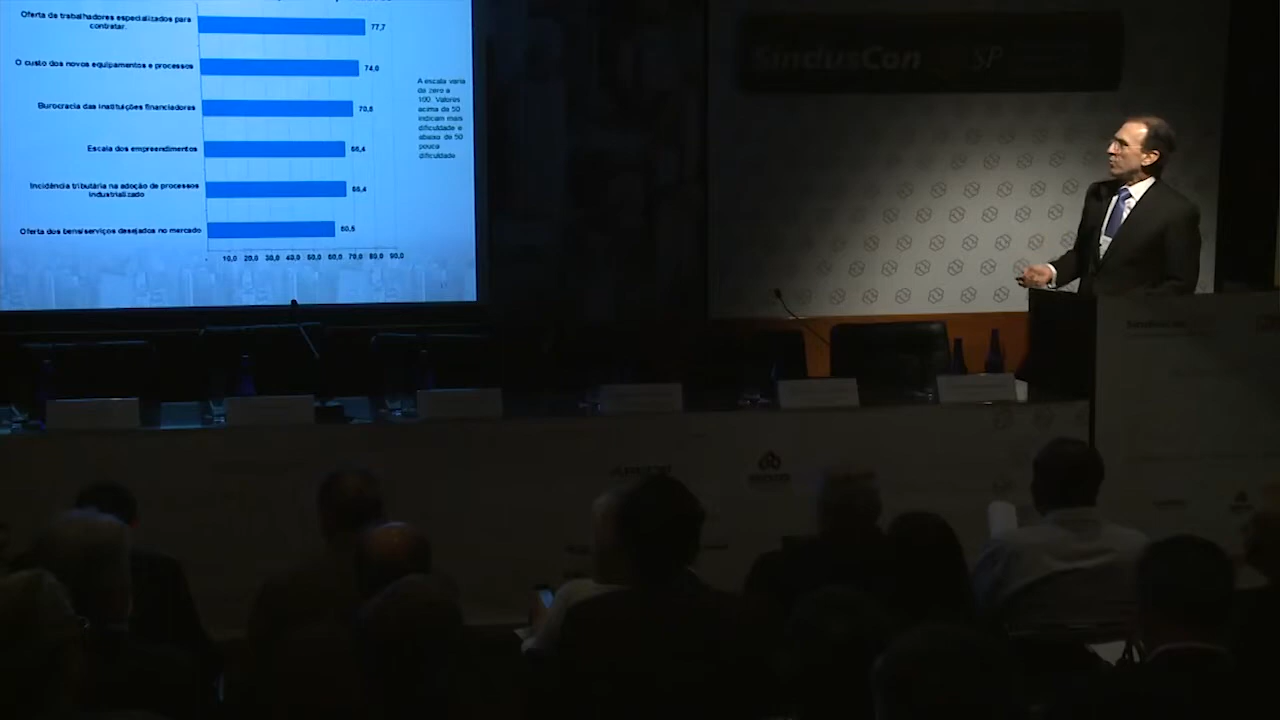 Oferta de trabalhadores especializados para
contratar.
77,7
O custo dos novos equipamentos e processos
74,0
Burocracia das instituições financiadoras
70,6
Escala dos empreendimentos
66,4
Incidência tributária na adoção de processos
industrializado
66,4
Oferta dos bens/serviços desejados no mercado
60,5
10,0 20,0 30,0 40,0 50,0 60,0 70,0 80,0 90,0
A escala varia
de zero a
100. Valores
acima de 50
indicam mais
dificuldade e
abaixo de 50
pouca
dificuldade
SindusCon SP